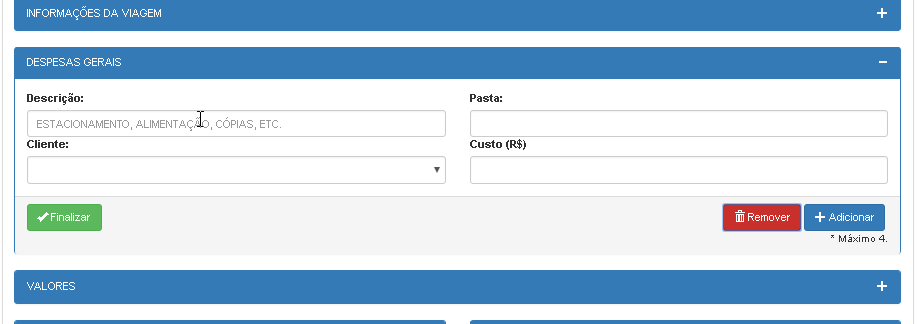 INFORMAÇÕES DA VIAGEM
DESPESAS GERAIS
Descrição: Pasta:
ESTACIONAMENTO, ALIMENTAÇÃO, CÓPIAS, ETC.
Cliente: Custo (R$)
Finalizar Remover Adicionar
* Máximo 4.
VALORES